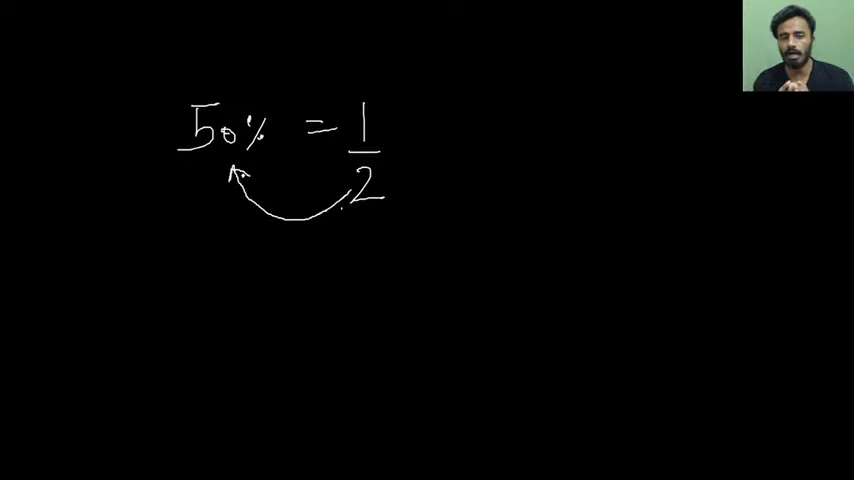 50% = 1/2